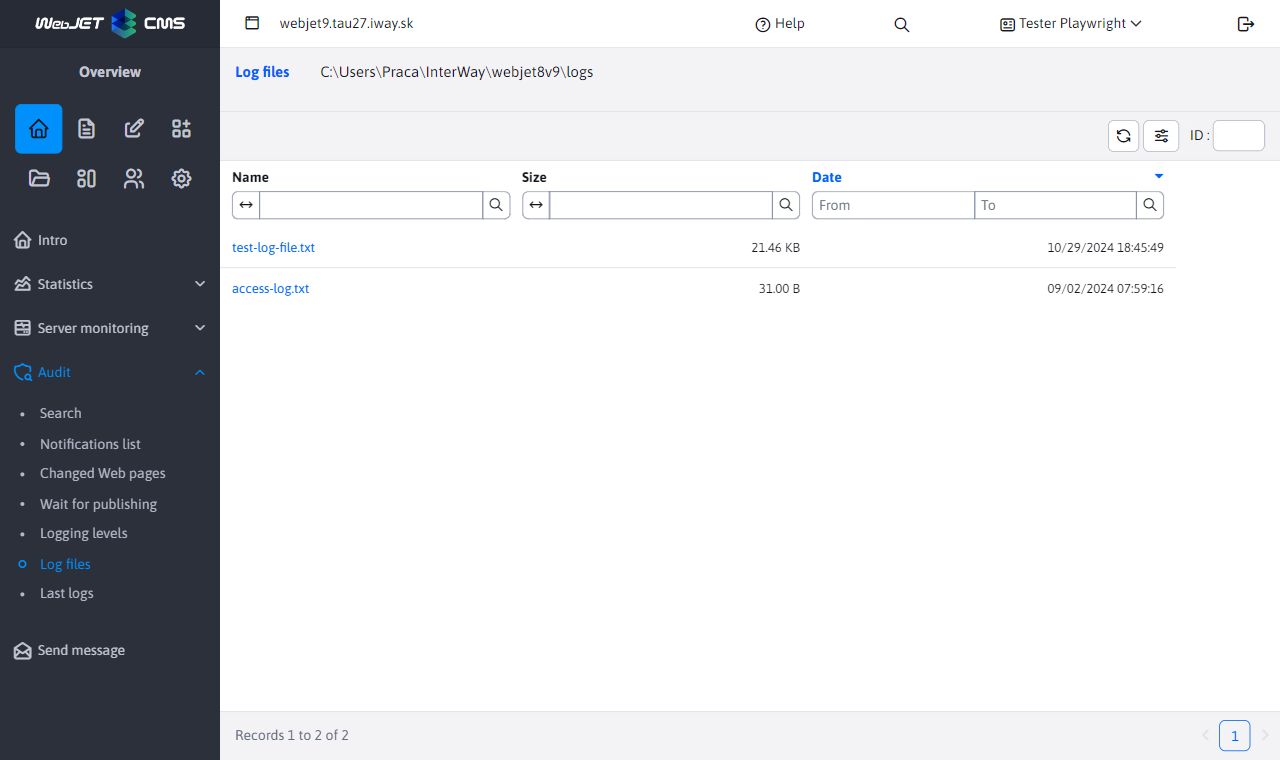 WebJET CMS
webjet9.tau27.iway.sk
Help
Tester Playwright
Overview
Log files
C:\Users\Praca\InterWay\webjet8v9\logs
ID :
Intro
Statistics
Server monitoring
Audit
Search
Notifications list
Changed Web pages
Wait for publishing
Logging levels
Log files
Last logs
Send message
Name Size Date
From To
test-log-file.txt 21.46 KB 10/29/2024 18:45:49
access-log.txt 31.00 B 09/02/2024 07:59:16
Records 1 to 2 of 2
1